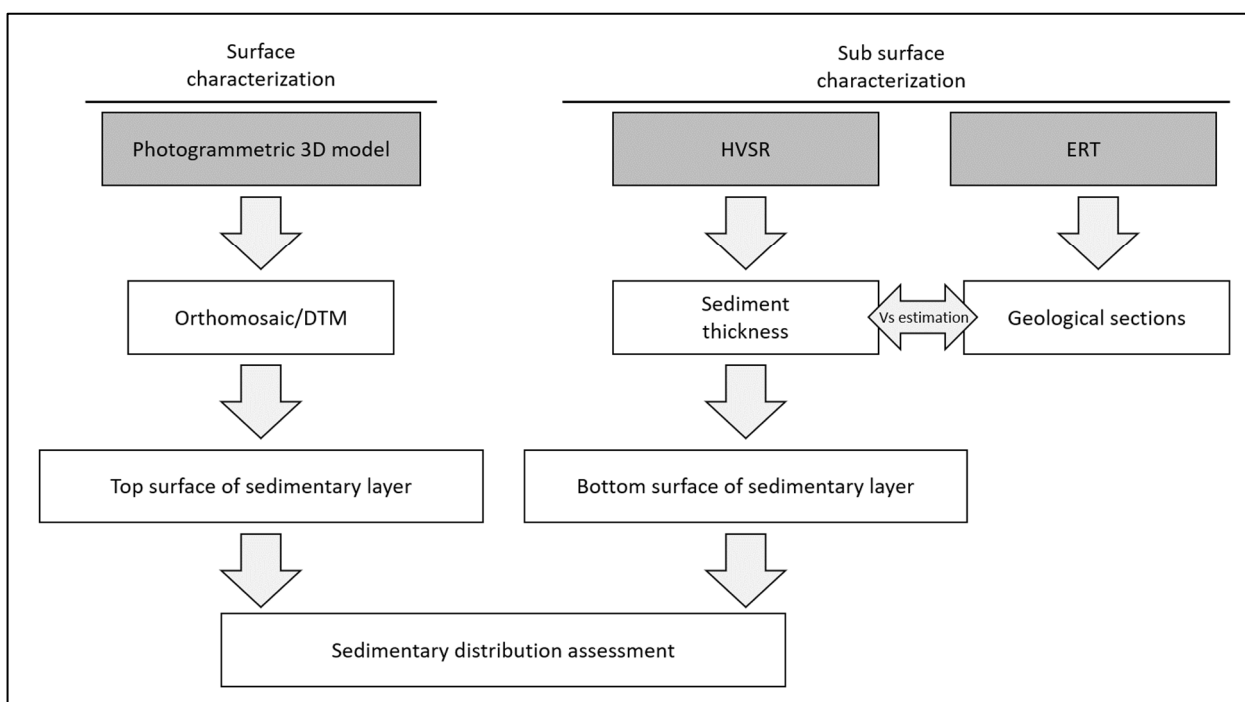 Surface
characterization
Sub surface
characterization
Photogrammetric 3D model
HVSR
ERT
Orthomosaic/DTM
Sediment
thickness
Vs estimation
Geological sections
Top surface of sedimentary layer
Bottom surface of sedimentary layer
Sedimentary distribution assessment